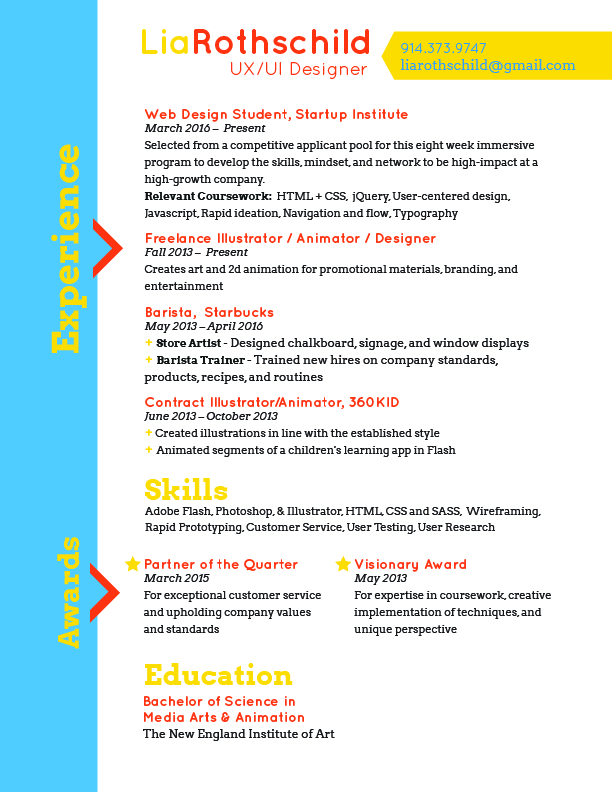 LiaRothschild
UX/UI Designer
914.373.9747
liarothschild@gmail.com
Experience
Web Design Student, Startup Institute
March 2016 – Present
Selected from a competitive applicant pool for this eight week immersive
program to develop the skills, mindset, and network to be high-impact at a
high-growth company.
Relevant Coursework: HTML + CSS, jQuery, User-centered design,
Javascript, Rapid ideation, Navigation and flow, Typography
Freelance Illustrator / Animator / Designer
Fall 2013 – Present
Creates art and 2d animation for promotional materials, branding, and
entertainment
Barista, Starbucks
May 2013 – April 2016
+ Store Artist - Designed chalkboard, signage, and window displays
+ Barista Trainer - Trained new hires on company standards,
products, recipes, and routines
Contract Illustrator/Animator, 360KID
June 2013 – October 2013
+ Created illustrations in line with the established style
+ Animated segments of a children's learning app in Flash
Skills
Adobe Flash, Photoshop, & Illustrator, HTML, CSS and SASS, Wireframing,
Rapid Prototyping, Customer Service, User Testing, User Research
Awards
Partner of the Quarter
March 2015
For exceptional customer service
and upholding company values
and standards
Visionary Award
May 2013
For expertise in coursework, creative
implementation of techniques, and
unique perspective
Education
Bachelor of Science in
Media Arts & Animation
The New England Institute of Art